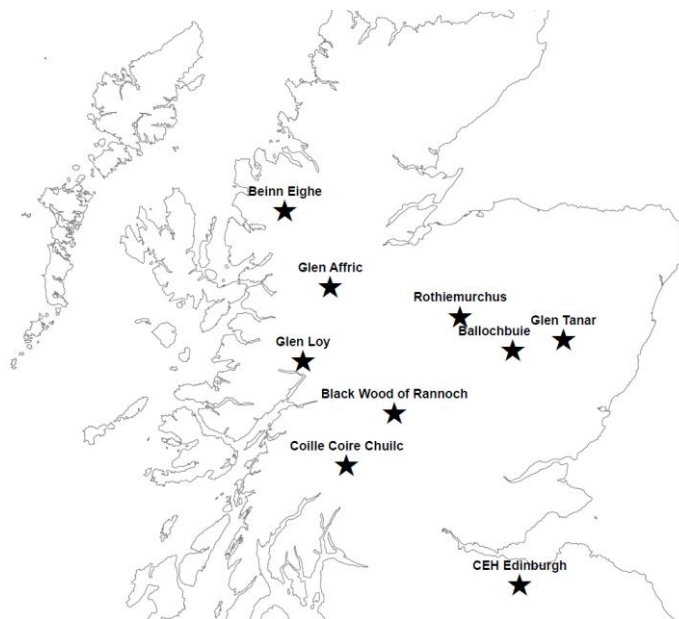 Beinn Eighe
Glen Affric
Rothiemurchus
Glen Tanar
Ballochbuie
Glen Loy
Black Wood of Rannoch
Coille Coire Chuilc
CEH Edinburgh